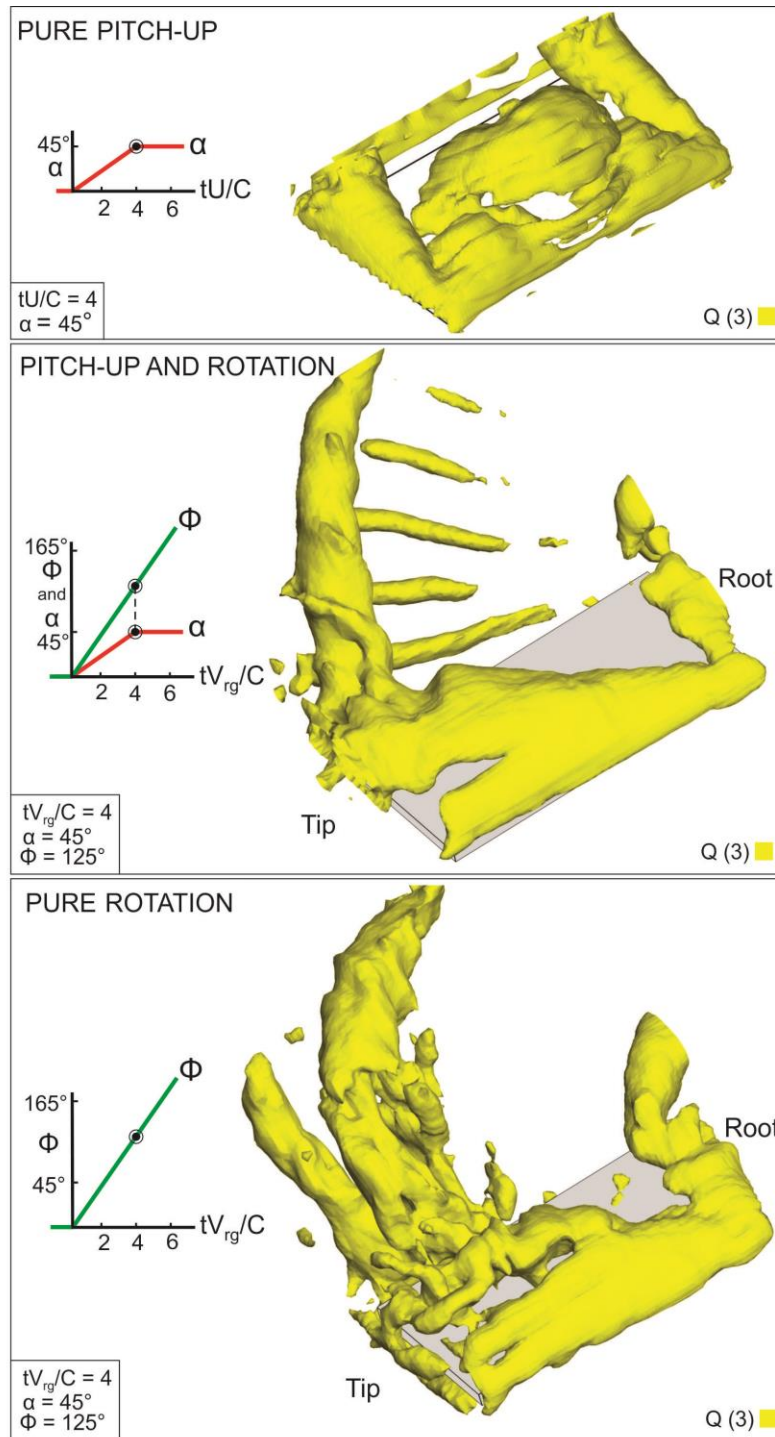 PURE PITCH-UP
45°
α
α
2 4 6 tU/C
tU/C = 4
α = 45°
Q (3)
PITCH-UP AND ROTATION
Φ
165°
Φ
and
α
45°
α
2 4 6 tVrg/C
Root
Tip
tVrg/C = 4
α = 45°
Φ = 125°
Q (3)
PURE ROTATION
Φ
165°
Φ
45°
2 4 6 tVrg/C
Root
Tip
tVrg/C = 4
α = 45°
Φ = 125°
Q (3)